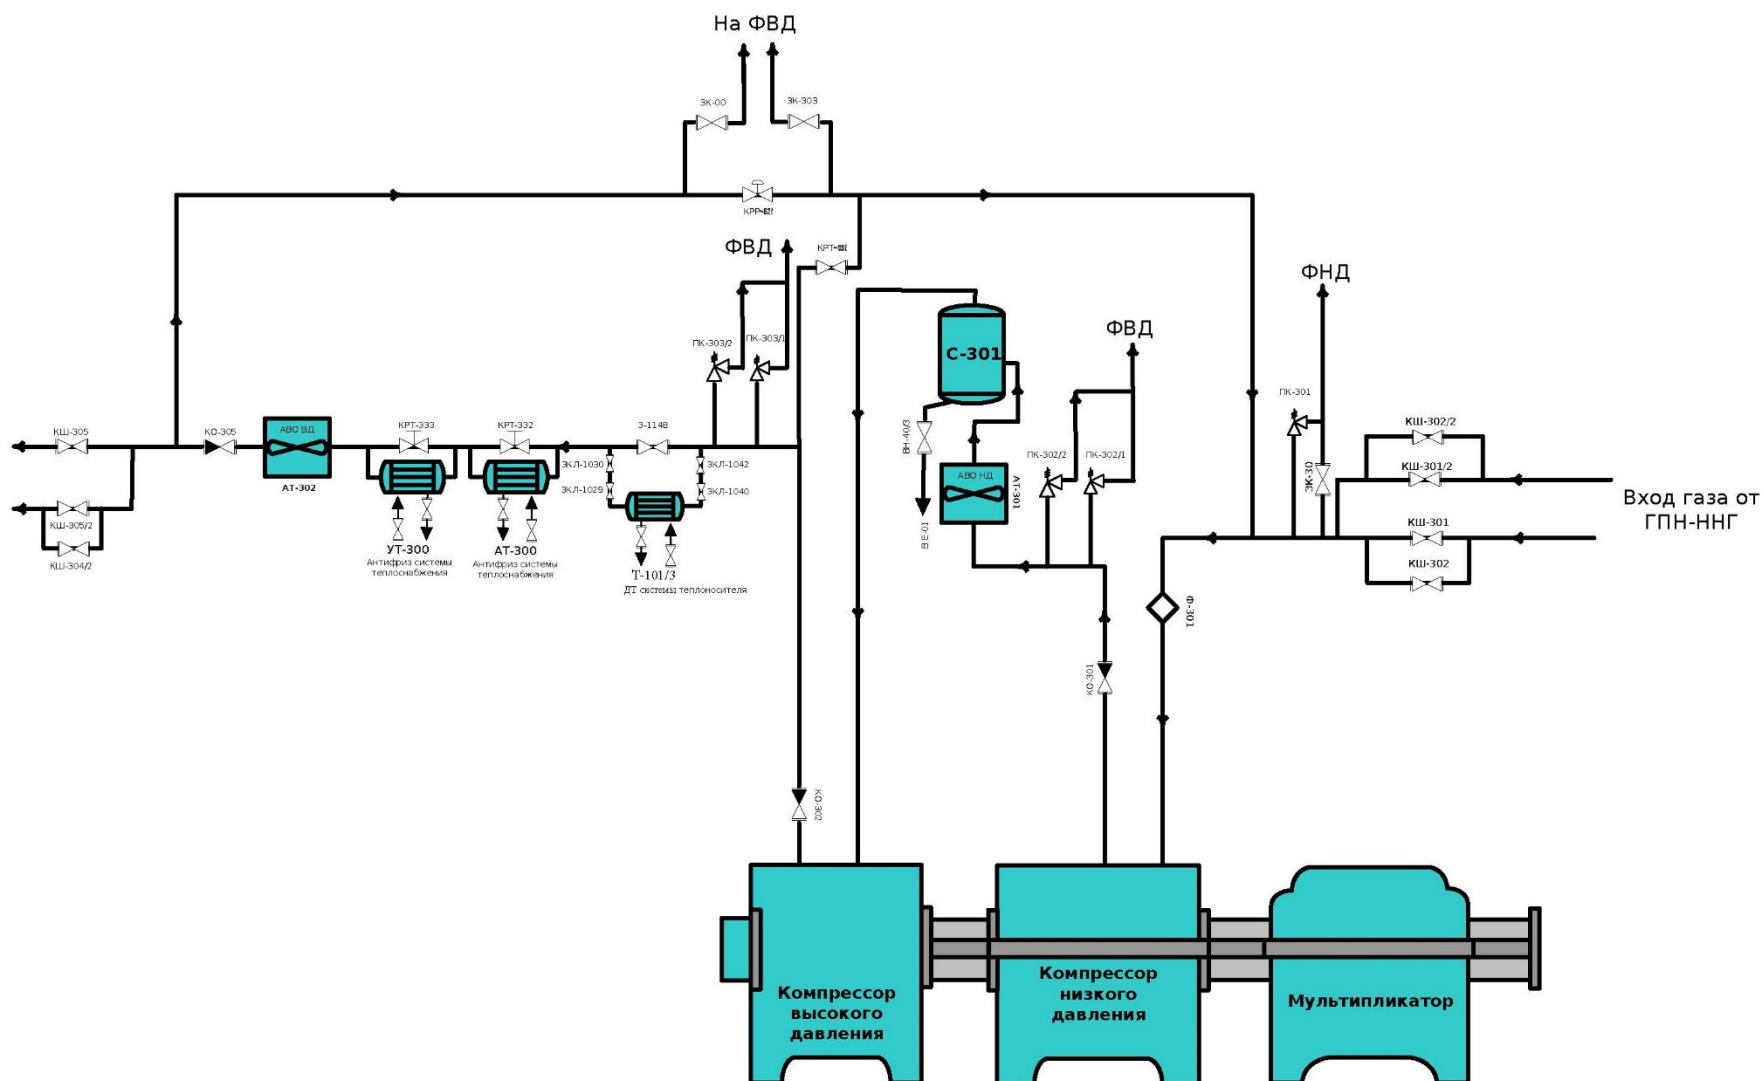 На ФВД
ЗК-00
ЗК-303
КРТ-
ФВД
ФНД
ПК-303/2
ПК-303/1
С-301
ФВД
ПК-301
КШ-305
КО-305
АВО ВД
АТ-302
КРТ-333
КРТ-332
З-114В
ЗКЛ-1030
ЗКЛ-1042
ЗКЛ-1029
ЗКЛ-1040
ВН-40/3
АВО НД
АТ-301
ПК-302/2
ПК-302/1
ЗК-30
КШ-302/2
КШ-301/2
Вход газа от
ГПН-ННГ
КШ-305/2
КШ-304/2
УТ-300
Антифриз системы
теплоснабжения
АТ-300
Антифриз системы
теплоснабжения
Т-101/3
ДТ системы теплоносителя
ВЕ-01
КШ-301
КШ-302
Ф-301
КО-301
КО-302
Компрессор
высокого
давления
Компрессор
низкого
давления
Мультипликатор